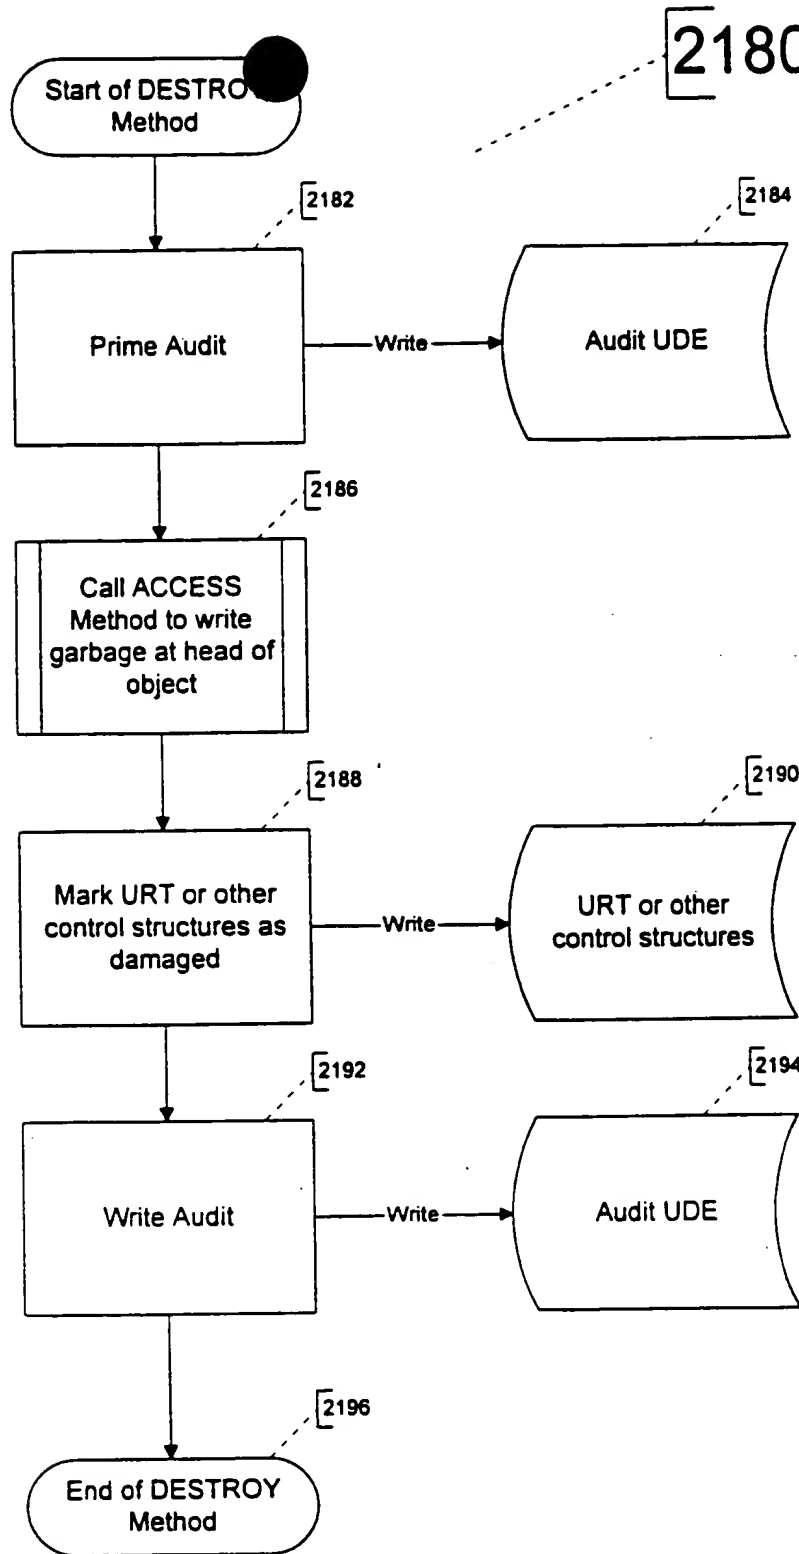 2180
Start of DESTRO
Method
2182
2184
Prime Audit
Write
Audit UDE
2186
Call ACCESS
Method to write
garbage at head of
object
2188
2190
Mark URT or other
control structures as
damaged
Write
URT or other
control structures
2192
2194
Write Audit
Write
Audit UDE
2196
End of DESTROY
Method